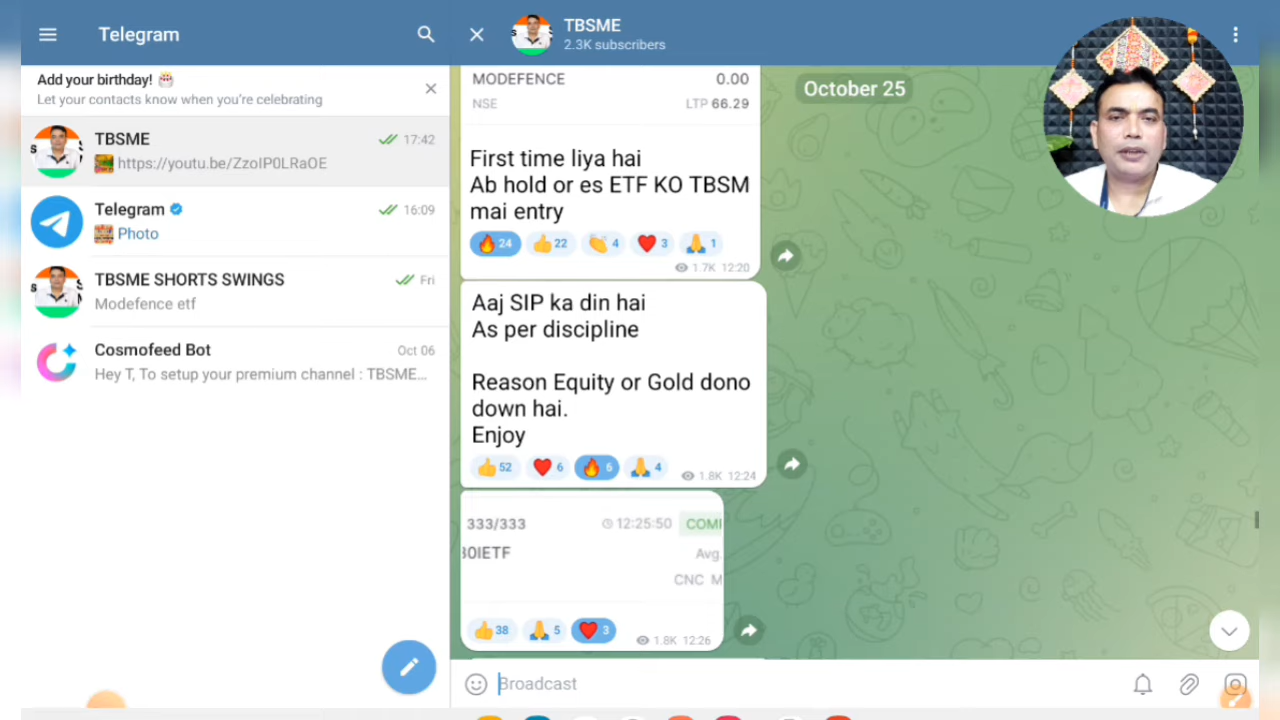 Telegram
Add your birthday! 🎂
Let your contacts know when you're celebrating
TBSME
17:42
https://youtu.be/ZzoIP0LRaOE
Telegram
16:09
Photo
TBSME SHORTS SWINGS
Fri
Modefence etf
Cosmofeed Bot
Oct 06
Hey T, To setup your premium channel : TBSME...
TBSME
2.3K subscribers
October 25
MODEFENCE 0.00
NSE LTP 66.29
First time liya hai
Ab hold or es ETF KO TBSM
mai entry
🔥 24 👍 22 👏 4 ❤️ 3 🙏 1
1.7K 12:20
Aaj SIP ka din hai
As per discipline
Reason Equity or Gold dono
down hai.
Enjoy
👍 52 ❤️ 6 🔥 6 🙏 4
1.8K 12:24
333/333 12:25:50 COM
30IETF Avg.
CNC M
👍 38 🙏 5 ❤️ 3
1.8K 12:26
Broadcast